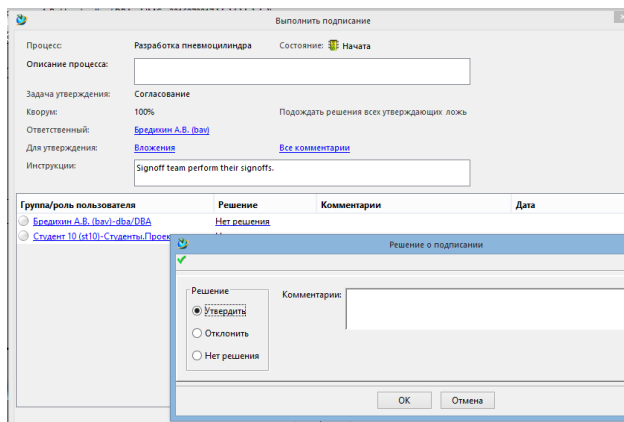 Выполнить подписание
Процесс: Разработка пневмоцилиндра Состояние: Начата
Описание процесса:
Задача утверждения: Согласование
Кворум: 100% Подождать решения всех утверждающих ложь
Ответственный: Бредихин А.В. (bav)
Для утверждения: Вложения Все комментарии
Инструкции: Signoff team perform their signoffs.
Группа/роль пользователя Решение Комментарии Дата
Бредихин А.В. (bav)-dba/DBA Нет решения
Студент 10 (st10)-Студенты.Проек
Решение о подписании
Решение
Комментарии:
Утвердить
Отклонить
Нет решения
OK Отмена